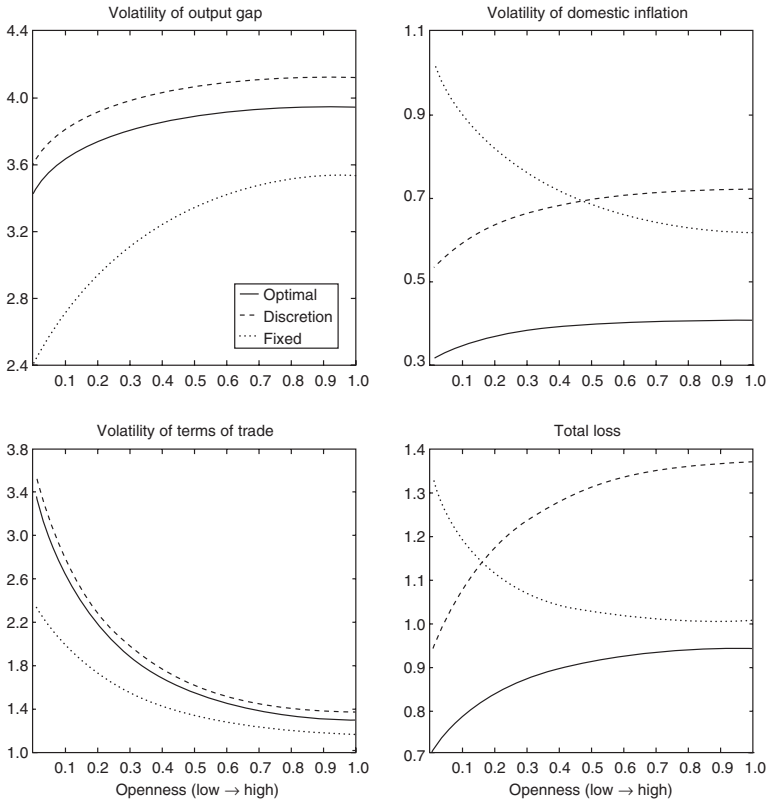 Volatility of output gap
4.4
4.0
3.6
3.2
2.8
2.4
Optimal
Discretion
Fixed
0.1 0.2 0.3 0.4 0.5 0.6 0.7 0.8 0.9 1.0
Volatility of domestic inflation
1.1
0.9
0.7
0.5
0.3
0.1 0.2 0.3 0.4 0.5 0.6 0.7 0.8 0.9 1.0
Volatility of terms of trade
3.8
3.4
3.0
2.6
2.2
1.8
1.4
1.0
0.1 0.2 0.3 0.4 0.5 0.6 0.7 0.8 0.9 1.0
Openness (low → high)
Total loss
1.4
1.3
1.2
1.1
1.0
0.9
0.8
0.7
0.1 0.2 0.3 0.4 0.5 0.6 0.7 0.8 0.9 1.0
Openness (low → high)